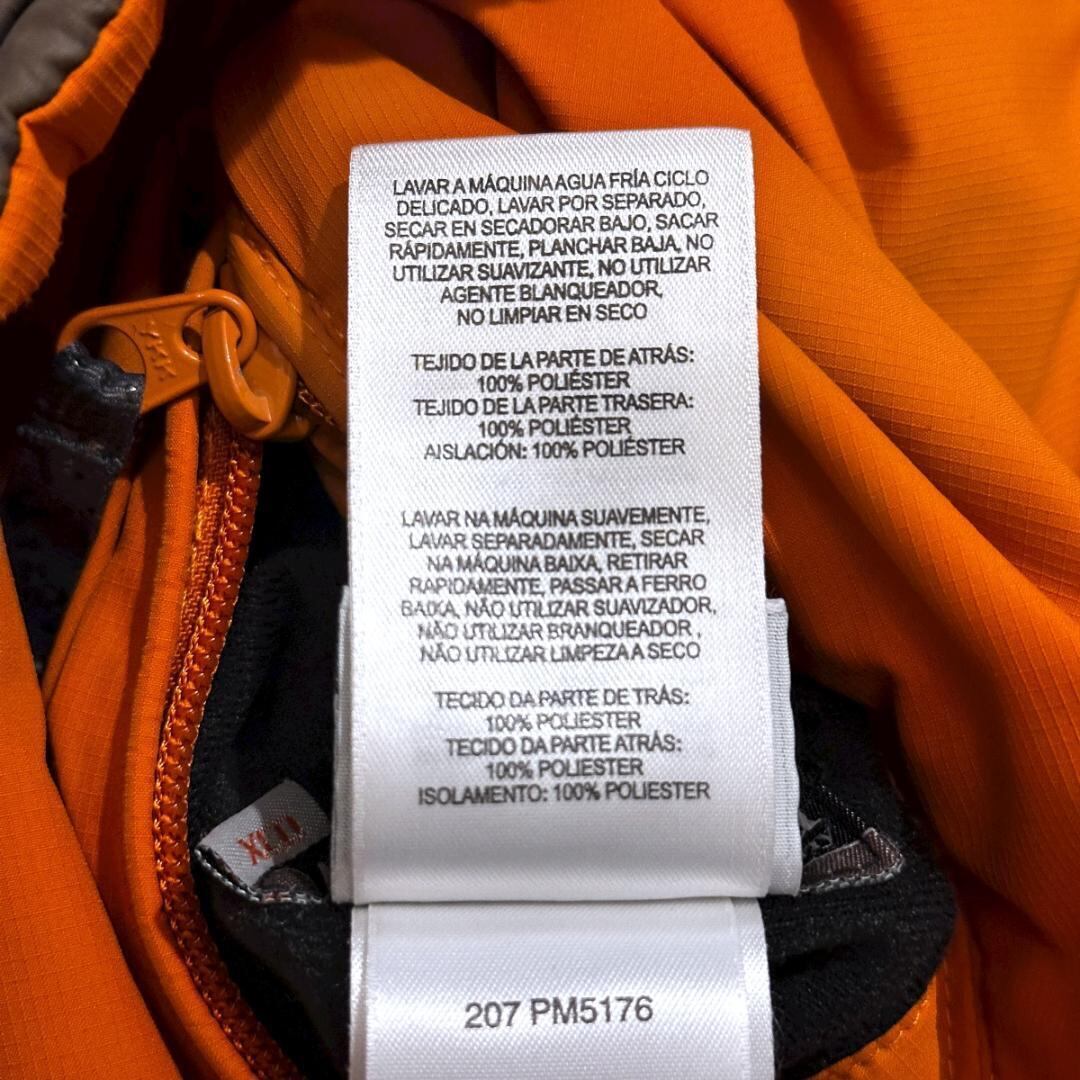 LAVAR A MÁQUINA AGUA FRÍA CICLO
DELICADO, LAVAR POR SEPARADO,
SECAR EN SECADORAR BAJO, SACAR
RÁPIDAMENTE, PLANCHAR BAJA, NO
UTILIZAR SUAVIZANTE, NO UTILIZAR
AGENTE BLANQUEADOR,
NO LIMPIAR EN SECO
TEJIDO DE LA PARTE DE ATRÁS:
100% POLIÉSTER
TEJIDO DE LA PARTE TRASERA:
100% POLIÉSTER
AISLACIÓN: 100% POLIÉSTER
LAVAR NA MÁQUINA SUAVEMENTE,
LAVAR SEPARADAMENTE, SECAR
NA MÁQUINA BAIXA, RETIRAR
RAPIDAMENTE, PASSAR A FERRO
BAIXA, NÃO UTILIZAR SUAVIZADOR,
NÃO UTILIZAR BRANQUEADOR ,
NÃO UTILIZAR LIMPEZA A SECO
TECIDO DA PARTE DE TRÁS:
100% POLIESTER
TECIDO DA PARTE ATRÁS:
100% POLIESTER
ISOLAMENTO: 100% POLIESTER
207 PM5176
YKK